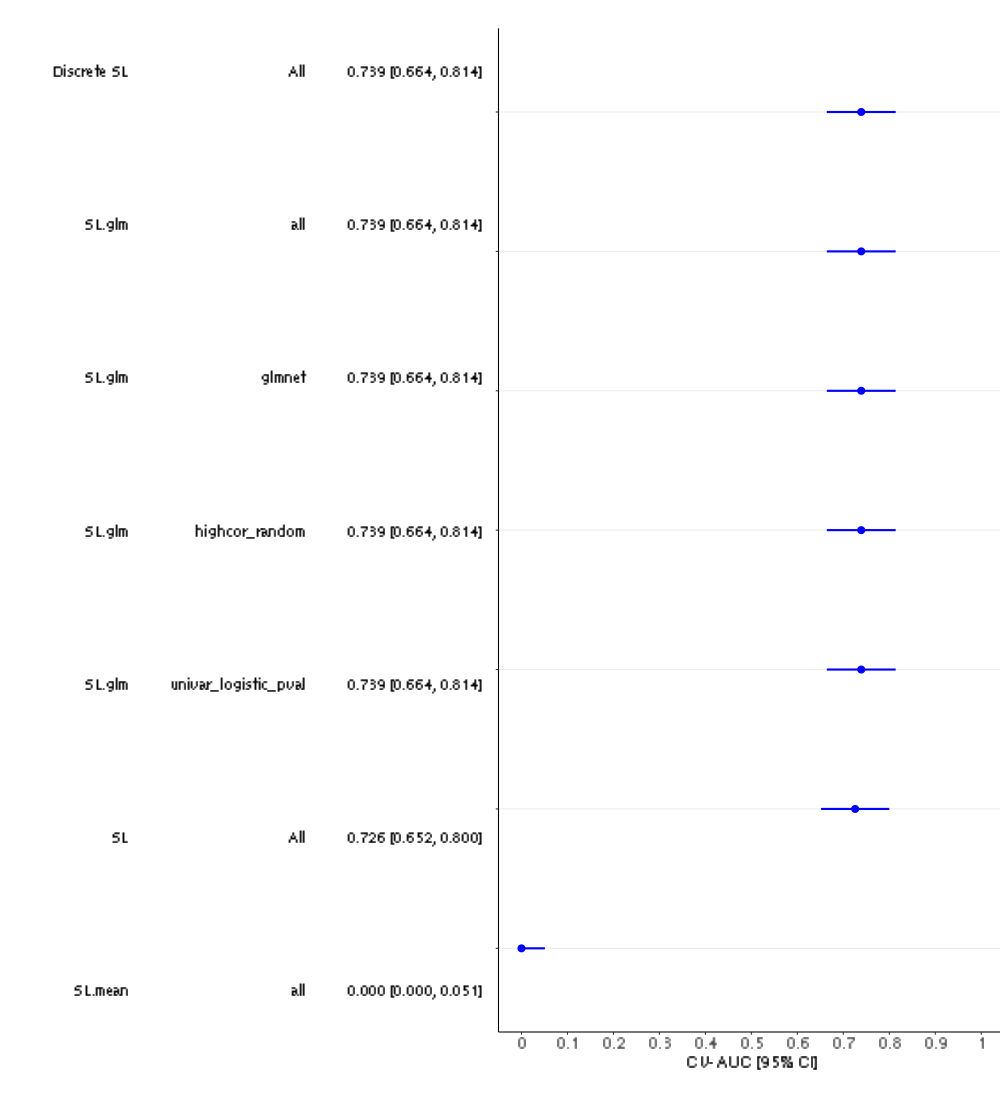 Discrete SL All 0.739 [0.664, 0.814]
SL.glm all 0.739 [0.664, 0.814]
SL.glm glmnet 0.739 [0.664, 0.814]
SL.glm highcor_random 0.739 [0.664, 0.814]
SL.glm univar_logistic_pval 0.739 [0.664, 0.814]
SL All 0.726 [0.652, 0.800]
SL.mean all 0.000 [0.000, 0.051]
0 0.1 0.2 0.3 0.4 0.5 0.6 0.7 0.8 0.9 1
CV-AUC [95% CI]